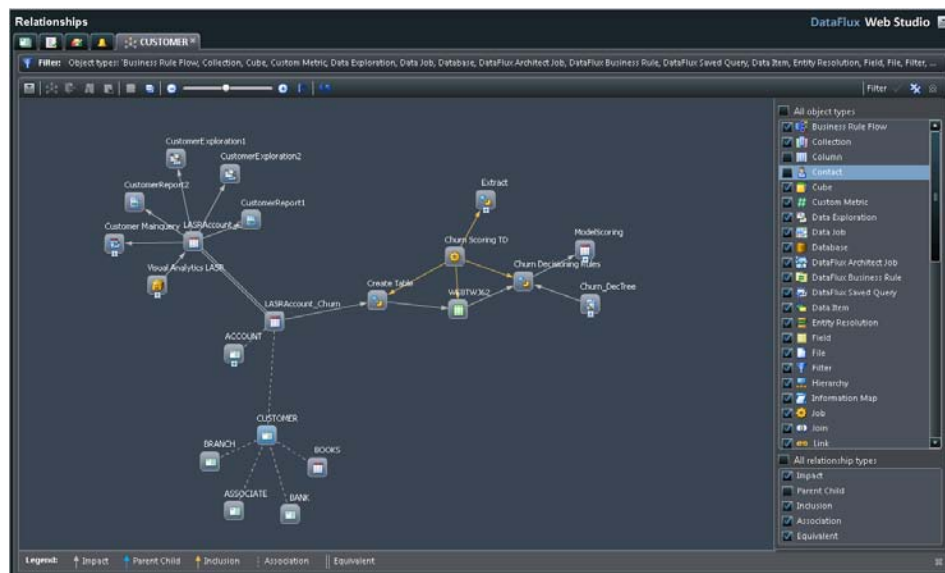 Relationships
DataFlux Web Studio
CUSTOMER
Filter: Object types: 'Business Rule Flow, Collection, Cube, Custom Metric, Data Exploration, Data Job, Database, DataFlux Architect Job, DataFlux Business Rule, DataFlux Saved Query, Data Item, Entity Resolution, Field, File, Filter, ...
Filter
CustomerExploration1
CustomerExploration2
CustomerReport2
CustomerReport1
Customer Mainquery
LASRAccount
Visual Analytics LASR
Extract
Churn Scoring TD
ModelScoring
Churn Decisioning Rules
Create Table
WEBTWJ62
Churn_DecTree
LASRAccount_Churn
ACCOUNT
CUSTOMER
BRANCH
BOOKS
ASSOCIATE
BANK
All object types
Business Rule Flow
Collection
Column
Contact
Cube
Custom Metric
Data Exploration
Data Job
Database
DataFlux Architect Job
DataFlux Business Rule
DataFlux Saved Query
Data Item
Entity Resolution
Field
File
Filter
Hierarchy
Information Map
Job
Join
Link
All relationship types
Impact
Parent Child
Inclusion
Association
Equivalent
Legend: Impact Parent Child Inclusion Association Equivalent